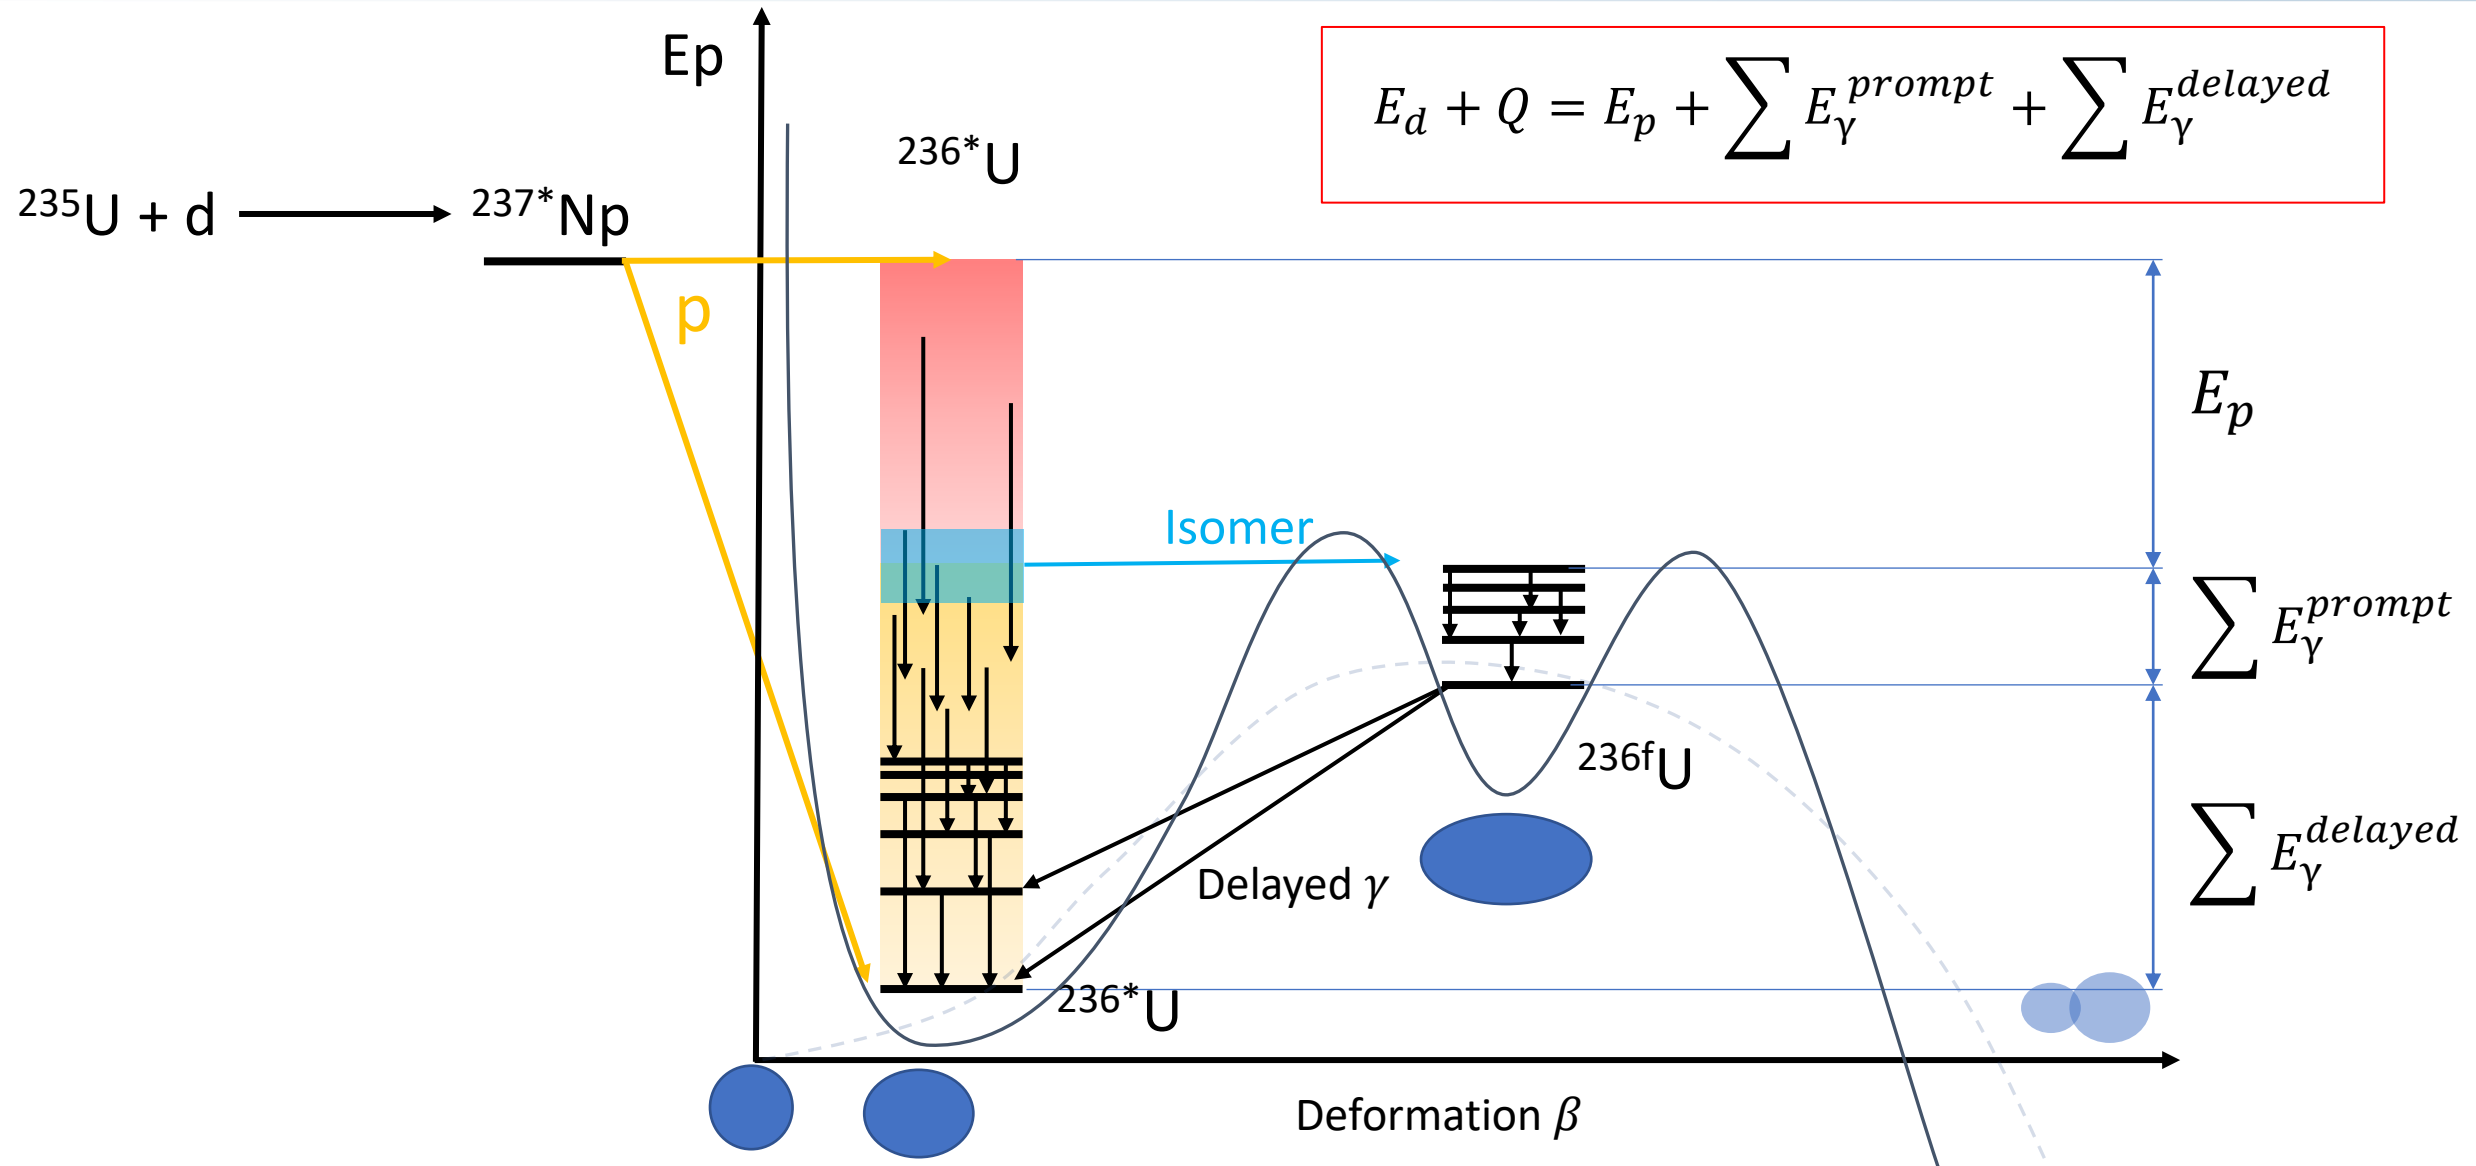 Ep
E_d + Q = E_p + ∑ E_γ^prompt + ∑ E_γ^delayed
²³⁶*U
²³⁵U + d
²³⁷*Np
p
E_p
Isomer
∑ E_γ^prompt
²³⁶ᶠU
∑ E_γ^delayed
Delayed γ
²³⁶*U
Deformation β